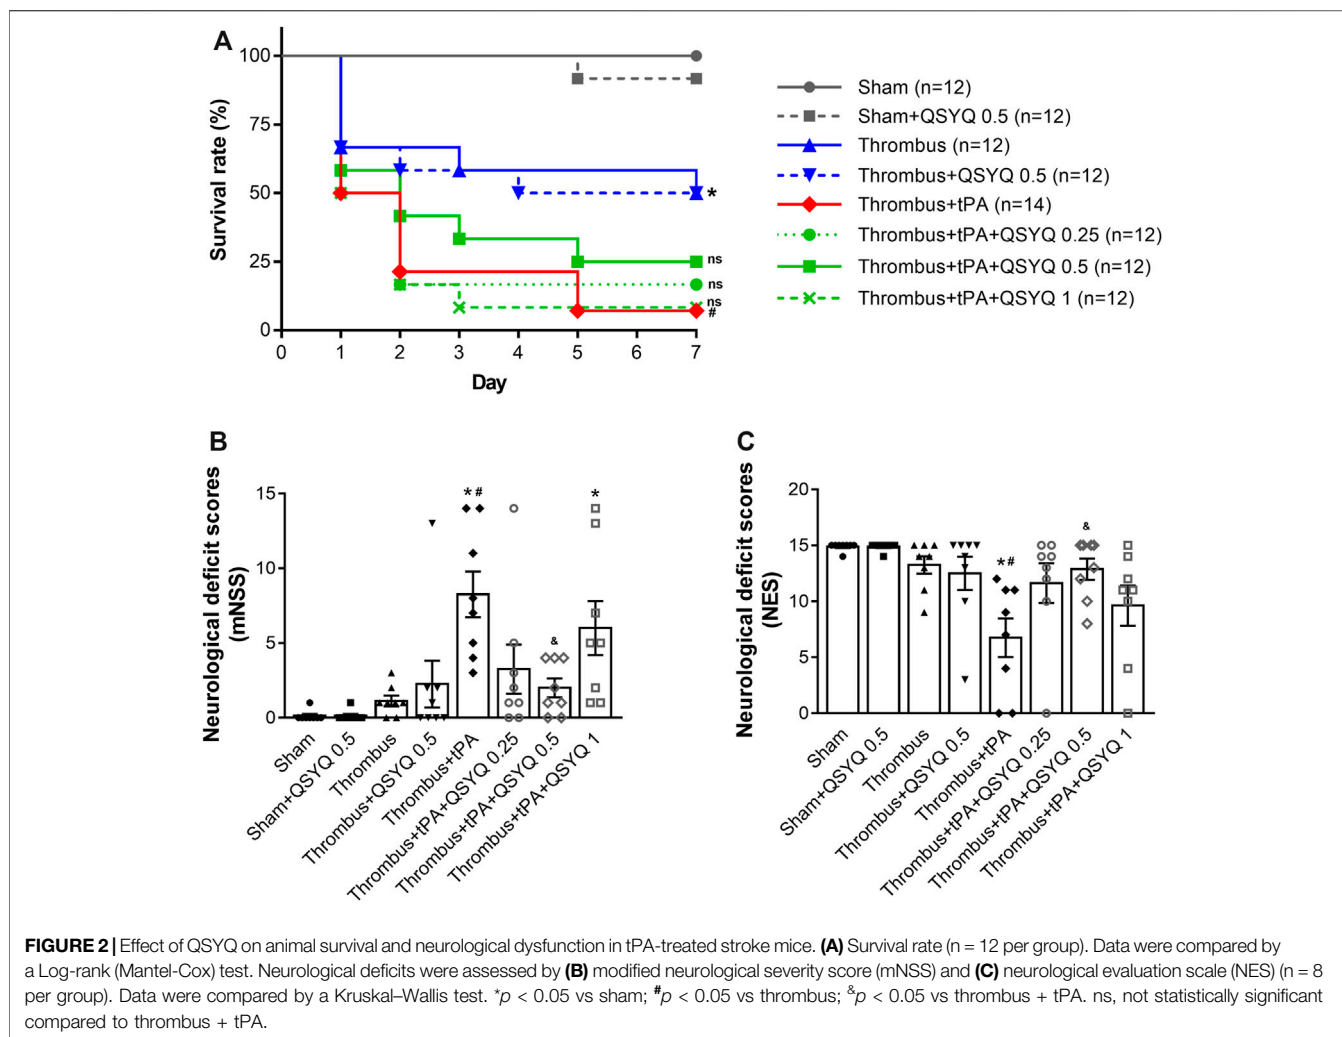 A
100
75
50
25
0
Survival rate (%)
0 1 2 3 4 5 6 7
Day
*
ns
ns
ns
#
Sham (n=12)
Sham+QSYQ 0.5 (n=12)
Thrombus (n=12)
Thrombus+QSYQ 0.5 (n=12)
Thrombus+tPA (n=14)
Thrombus+tPA+QSYQ 0.25 (n=12)
Thrombus+tPA+QSYQ 0.5 (n=12)
Thrombus+tPA+QSYQ 1 (n=12)
B
Neurological deficit scores
(mNSS)
15
10
5
0
* #
&
*
Sham
Sham+QSYQ 0.5
Thrombus
Thrombus+QSYQ 0.5
Thrombus+tPA
Thrombus+tPA+QSYQ 0.25
Thrombus+tPA+QSYQ 0.5
Thrombus+tPA+QSYQ 1
C
Neurological deficit scores
(NES)
20
15
10
5
0
* #
&
Sham
Sham+QSYQ 0.5
Thrombus
Thrombus+QSYQ 0.5
Thrombus+tPA
Thrombus+tPA+QSYQ 0.25
Thrombus+tPA+QSYQ 0.5
Thrombus+tPA+QSYQ 1
FIGURE 2 | Effect of QSYQ on animal survival and neurological dysfunction in tPA-treated stroke mice. (A) Survival rate (n = 12 per group). Data were compared by
a Log-rank (Mantel-Cox) test. Neurological deficits were assessed by (B) modified neurological severity score (mNSS) and (C) neurological evaluation scale (NES) (n = 8
per group). Data were compared by a Kruskal–Wallis test. *p < 0.05 vs sham; #p < 0.05 vs thrombus; &p < 0.05 vs thrombus + tPA. ns, not statistically significant
compared to thrombus + tPA.